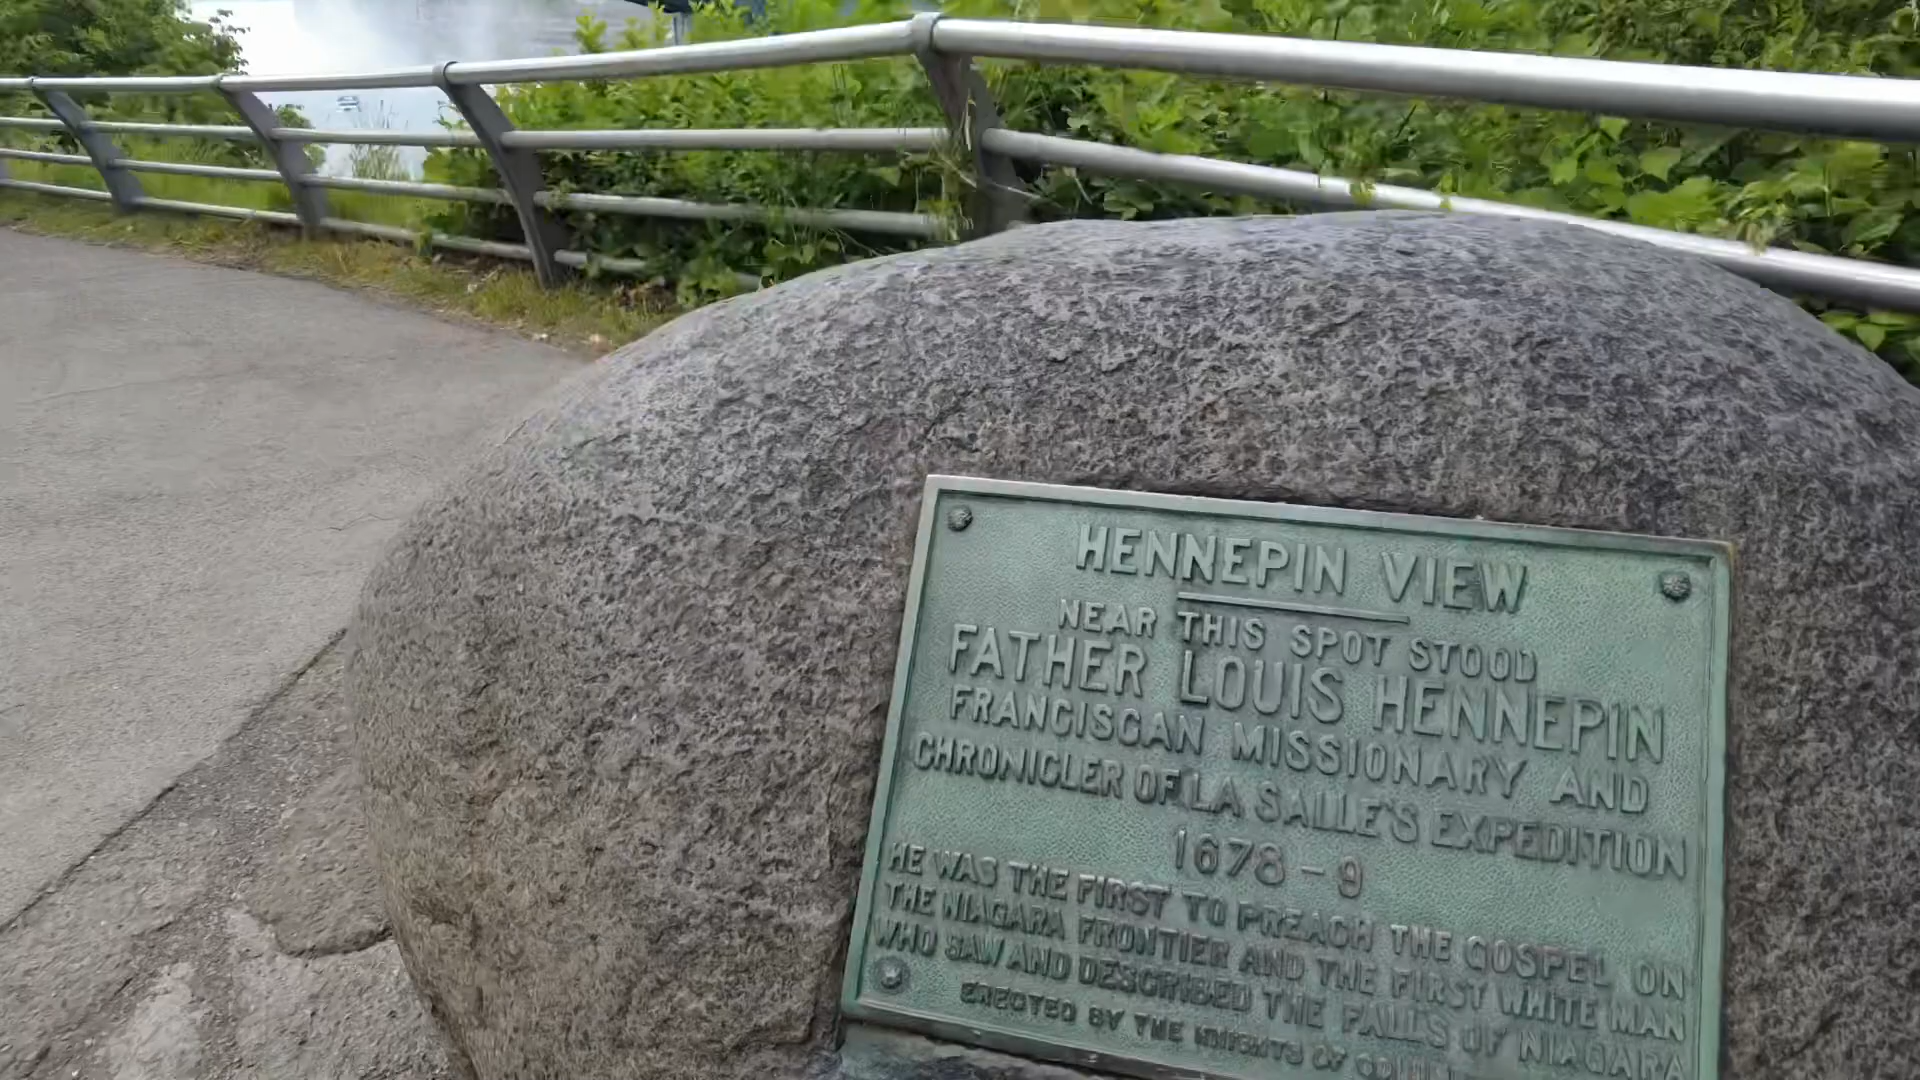 HENNEPIN VIEW
NEAR THIS SPOT STOOD
FATHER LOUIS HENNEPIN
FRANCISCAN MISSIONARY AND
CHRONICLER OF LA SALLE'S EXPEDITION
1678-9
HE WAS THE FIRST TO PREACH THE GOSPEL ON
THE NIAGARA FRONTIER AND THE FIRST WHITE MAN
WHO SAW AND DESCRIBED THE FALLS OF NIAGARA
ERECTED BY THE KNIGHTS OF